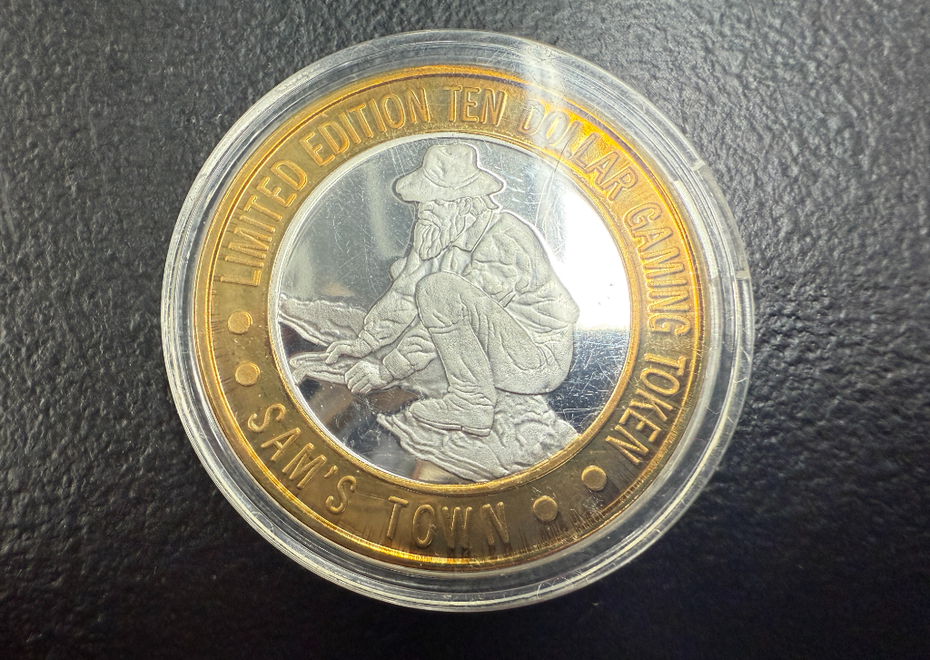 LIMITED EDITION TEN DOLLAR GAMING TOKEN
SAM'S TOWN